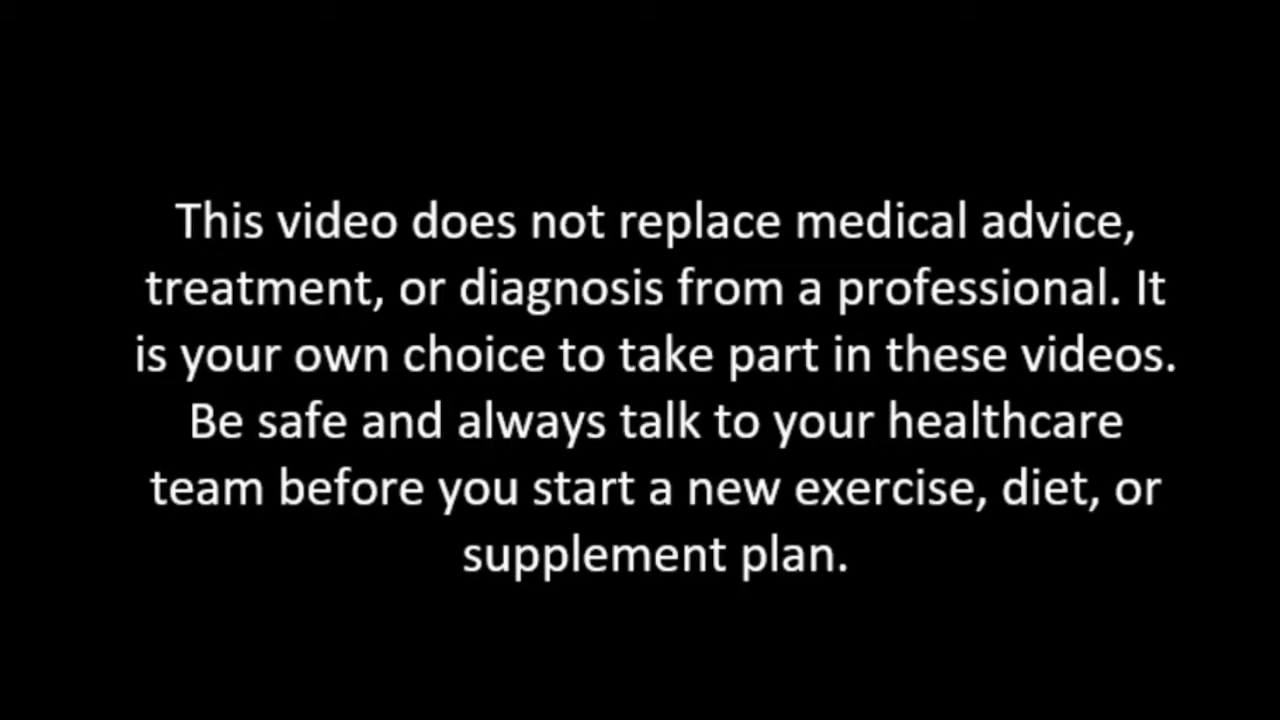 This video does not replace medical advice,
treatment, or diagnosis from a professional. It
is your own choice to take part in these videos.
Be safe and always talk to your healthcare
team before you start a new exercise, diet, or
supplement plan.